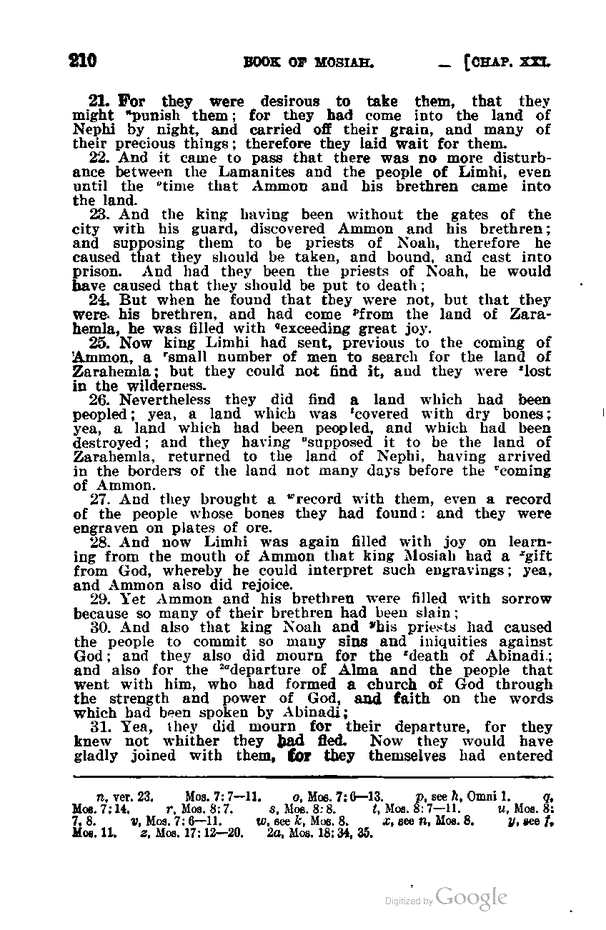 210 BOOK OF MOSIAH. [CHAP. XXI.
21. For they were desirous to take them, that they
might ⁿpunish them; for they had come into the land of
Nephi by night, and carried off their grain, and many of
their precious things; therefore they laid wait for them.
22. And it came to pass that there was no more disturb-
ance between the Lamanites and the people of Limhi, even
until the ᵒtime that Ammon and his brethren came into
the land.
23. And the king having been without the gates of the
city with his guard, discovered Ammon and his brethren;
and supposing them to be priests of Noah, therefore he
caused that they should be taken, and bound, and cast into
prison. And had they been the priests of Noah, he would
have caused that they should be put to death;
24. But when he found that they were not, but that they
were his brethren, and had come ᵖfrom the land of Zara-
hemla, he was filled with ᑫexceeding great joy.
25. Now king Limhi had sent, previous to the coming of
Ammon, a ʳsmall number of men to search for the land of
Zarahemla; but they could not find it, and they were ˢlost
in the wilderness.
26. Nevertheless they did find a land which had been
peopled; yea, a land which was ᵗcovered with dry bones;
yea, a land which had been peopled, and which had been
destroyed; and they having ᵘsupposed it to be the land of
Zarahemla, returned to the land of Nephi, having arrived
in the borders of the land not many days before the ᵛcoming
of Ammon.
27. And they brought a ʷrecord with them, even a record
of the people whose bones they had found: and they were
engraven on plates of ore.
28. And now Limhi was again filled with joy on learn-
ing from the mouth of Ammon that king Mosiah had a ˣgift
from God, whereby he could interpret such engravings; yea,
and Ammon also did rejoice.
29. Yet Ammon and his brethren were filled with sorrow
because so many of their brethren had been slain;
30. And also that king Noah and ʸhis priests had caused
the people to commit so many sins and iniquities against
God; and they also did mourn for the ᶻdeath of Abinadi;
and also for the ²ᵃdeparture of Alma and the people that
went with him, who had formed a church of God through
the strength and power of God, and faith on the words
which had been spoken by Abinadi;
31. Yea, they did mourn for their departure, for they
knew not whither they had fled. Now they would have
gladly joined with them, for they themselves had entered
n, ver. 23. Mos. 7: 7—11. o, Mos. 7: 6—13. p, see h, Omni 1. q,
Mos. 7: 14. r, Mos. 8: 7. s, Mos. 8: 8. t, Mos. 8: 7—11. u, Mos. 8:
7, 8. v, Mos. 7: 6—11. w, see k, Mos. 8. x, see n, Mos. 8. y, see f,
Mos. 11. z, Mos. 17: 12—20. 2a, Mos. 18: 34, 35.
Digitized by Google